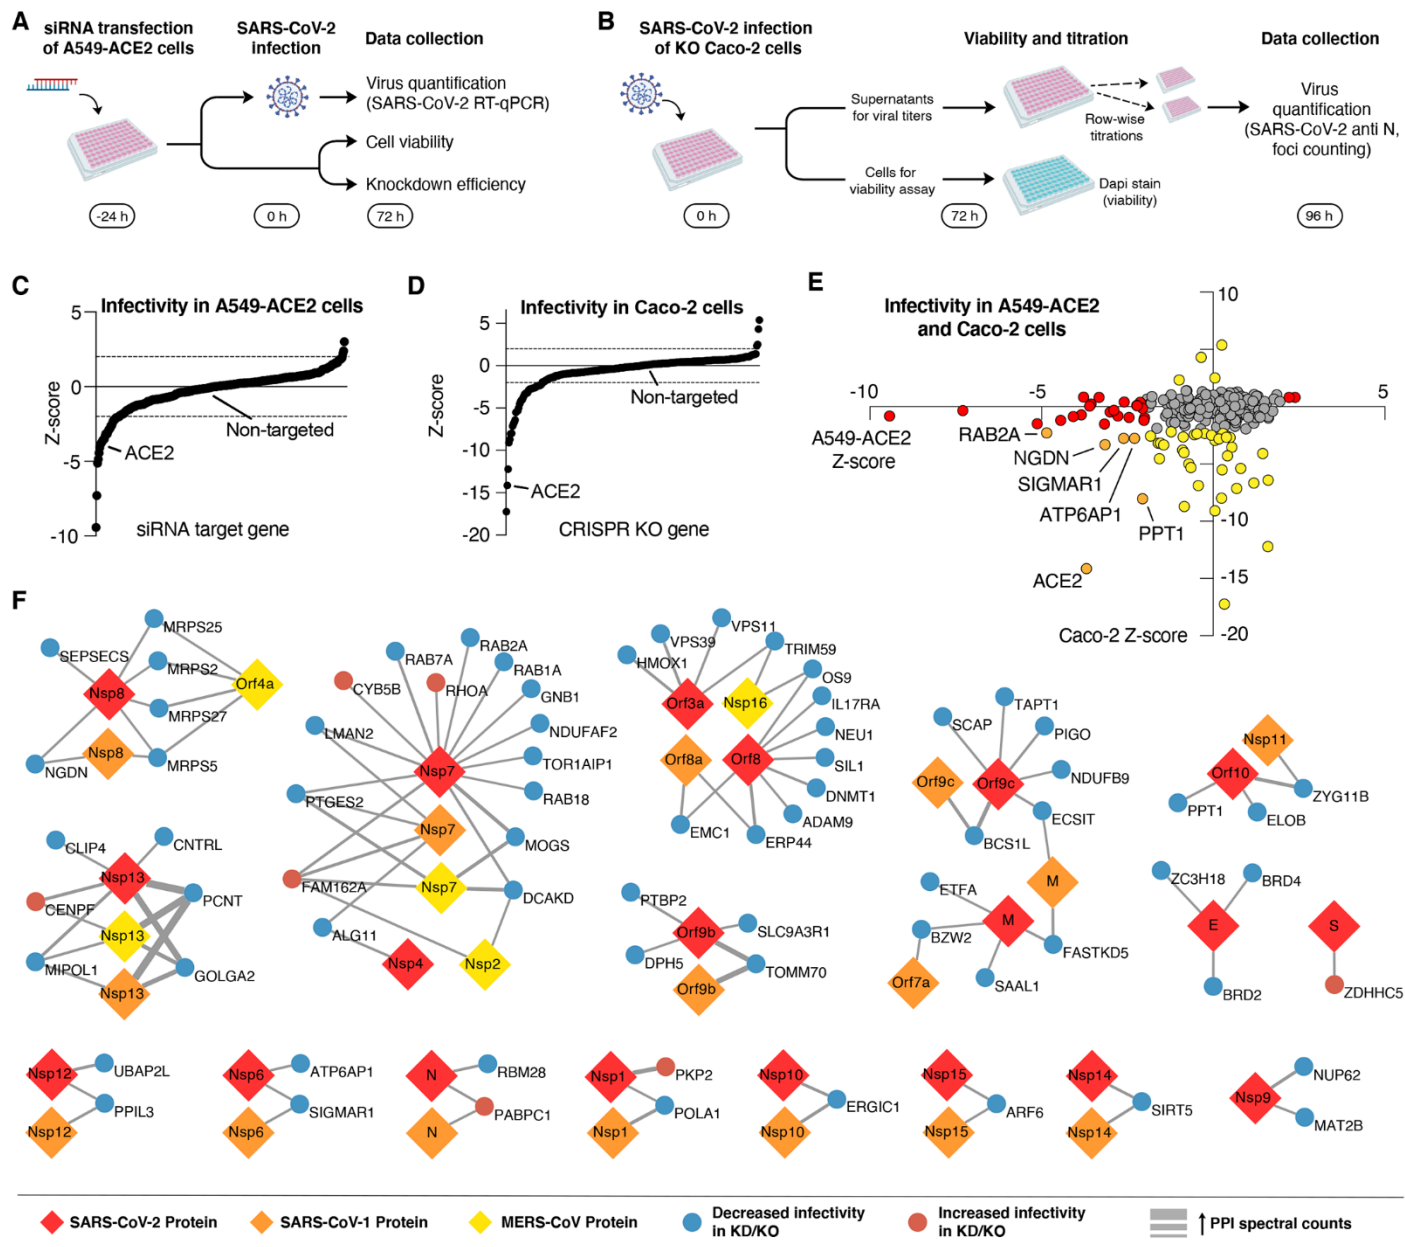 A
siRNA transfection
of A549-ACE2 cells
SARS-CoV-2
infection
Data collection
Virus quantification
(SARS-CoV-2 RT-qPCR)
Cell viability
Knockdown efficiency
-24 h
0 h
72 h
B
SARS-CoV-2 infection
of KO Caco-2 cells
Viability and titration
Data collection
Supernatants
for viral titers
Row-wise
titrations
Virus
quantification
(SARS-CoV-2 anti N,
foci counting)
Cells for
viability assay
Dapi stain
(viability)
0 h
72 h
96 h
C
Infectivity in A549-ACE2 cells
5
0
-5
-10
Z-score
Non-targeted
ACE2
siRNA target gene
D
Infectivity in Caco-2 cells
5
0
-5
-10
-15
-20
Z-score
Non-targeted
ACE2
CRISPR KO gene
E
Infectivity in A549-ACE2
and Caco-2 cells
10
-10
-5
5
A549-ACE2
Z-score
RAB2A
NGDN
SIGMAR1
ATP6AP1
PPT1
-10
ACE2
-15
Caco-2 Z-score
-20
F
MRPS25
SEPSECS
MRPS2
Nsp8
Orf4a
MRPS27
Nsp8
NGDN
MRPS5
CLIP4
CNTRL
Nsp13
CENPF
PCNT
Nsp13
MIPOL1
GOLGA2
Nsp13
RAB7A
RAB2A
CYB5B
RHOA
RAB1A
GNB1
LMAN2
NDUFAF2
Nsp7
TOR1AIP1
PTGES2
RAB18
Nsp7
MOGS
FAM162A
Nsp7
DCAKD
ALG11
Nsp4
Nsp2
VPS39
VPS11
HMOX1
TRIM59
OS9
Orf3a
Nsp16
IL17RA
NEU1
Orf8a
Orf8
SIL1
DNMT1
ADAM9
EMC1
ERP44
PTBP2
Orf9b
SLC9A3R1
DPH5
TOMM70
Orf9b
SCAP
TAPT1
PIGO
Orf9c
Orf9c
NDUFB9
ECSIT
BCS1L
M
ETFA
M
BZW2
FASTKD5
Orf7a
SAAL1
Nsp11
Orf10
PPT1
ELOB
ZYG11B
ZC3H18
BRD4
E
BRD2
S
ZDHHC5
Nsp12
UBAP2L
PPIL3
Nsp12
Nsp6
ATP6AP1
SIGMAR1
Nsp6
N
RBM28
PABPC1
N
Nsp1
PKP2
POLA1
Nsp1
Nsp10
ERGIC1
Nsp10
Nsp15
ARF6
Nsp15
Nsp14
SIRT5
Nsp14
NUP62
Nsp9
MAT2B
SARS-CoV-2 Protein
SARS-CoV-1 Protein
MERS-CoV Protein
Decreased infectivity
in KD/KO
Increased infectivity
in KD/KO
PPI spectral counts